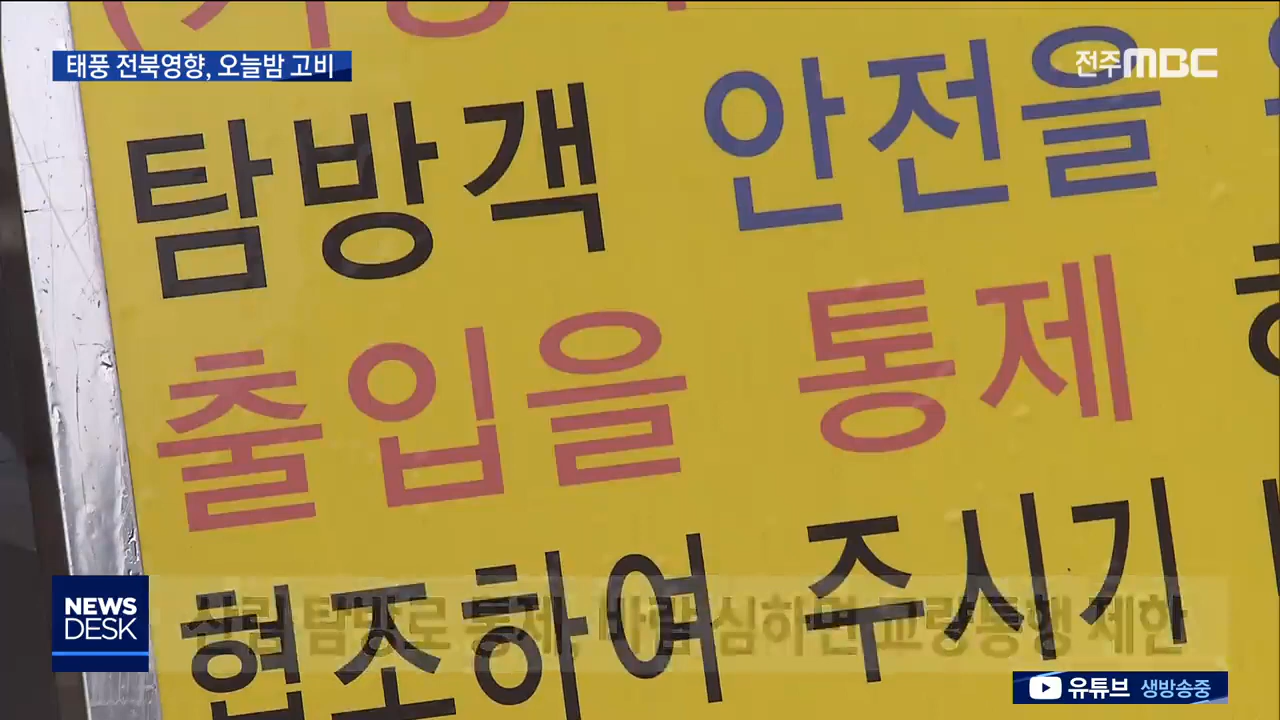 태풍 전북영향, 오늘밤 고비
전주MBC
탐방객 안전을
출입을 통제
협조하여 주시기
NEWS
DESK
탐방로 통제, 바람 심하면 교량통행 제한
유튜브 생방송중